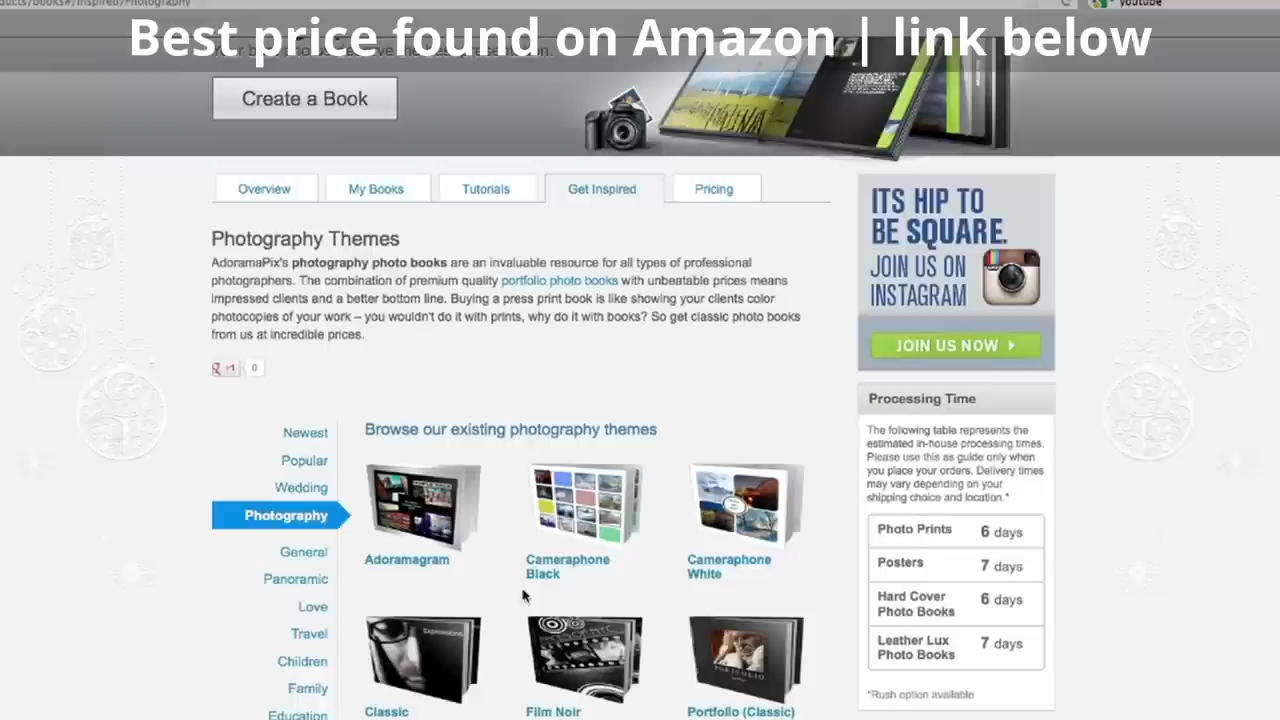 Best price found on Amazon | link below
youtube
Create a Book
Overview
My Books
Tutorials
Get Inspired
Pricing
Photography Themes
AdoramaPix's photography photo books are an invaluable resource for all types of professional
photographers. The combination of premium quality portfolio photo books with unbeatable prices means
impressed clients and a better bottom line. Buying a press print book is like showing your clients color
photocopies of your work – you wouldn't do it with prints, why do it with books? So get classic photo books
from us at incredible prices.
+1 0
Newest
Popular
Wedding
Photography
General
Panoramic
Love
Travel
Children
Family
Education
Browse our existing photography themes
Adoramagram
Cameraphone
Black
Cameraphone
White
Classic
Film Noir
PORTFOLIO
Portfolio (Classic)
ITS HIP TO
BE SQUARE.
JOIN US ON
INSTAGRAM
JOIN US NOW
Processing Time
The following table represents the
estimated in-house processing times.
Please use this as guide only when
you place your orders. Delivery times
may vary depending on your
shipping choice and location.*
Photo Prints 6 days
Posters 7 days
Hard Cover
Photo Books 6 days
Leather Lux
Photo Books 7 days
*Rush option available